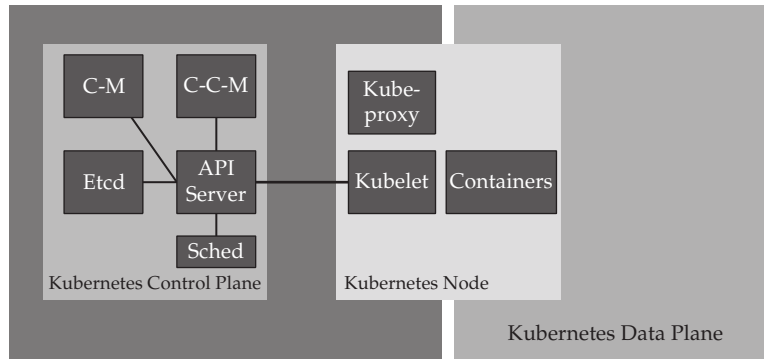 C-M
C-C-M
Kube-
proxy
Etcd
API
Server
Kubelet
Containers
Sched
Kubernetes Control Plane
Kubernetes Node
Kubernetes Data Plane